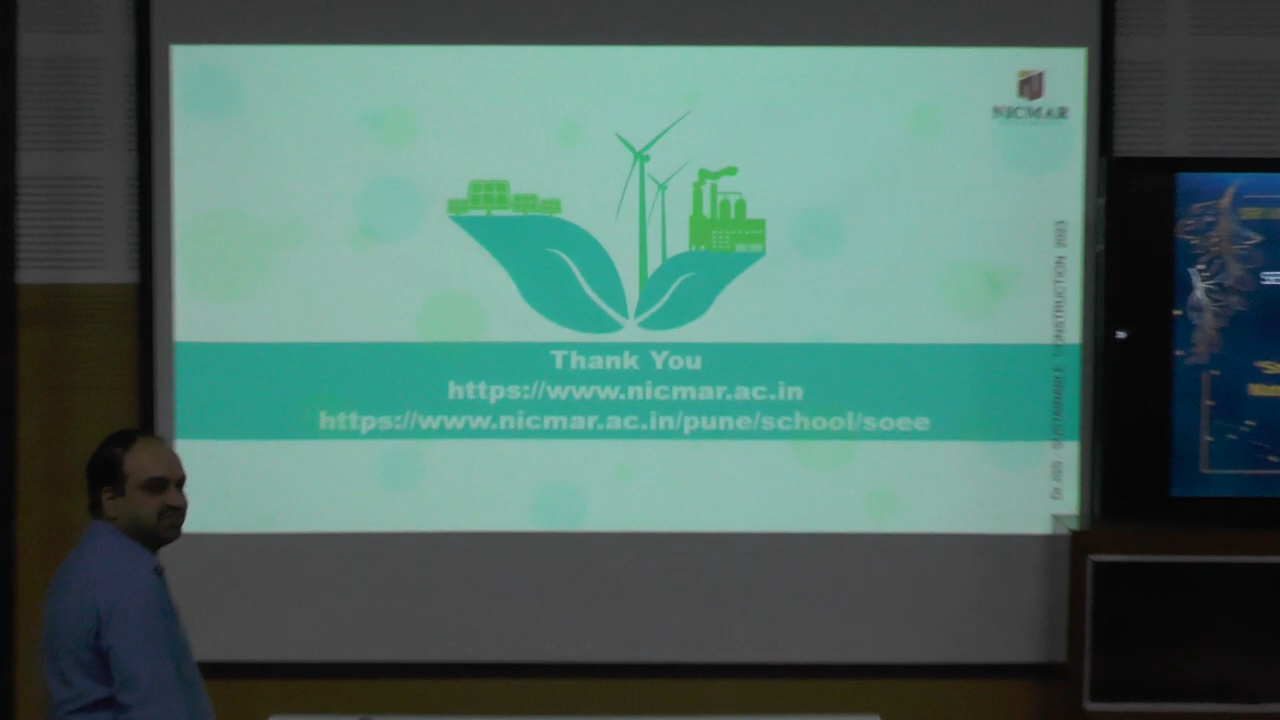 NICMAR
Thank You
https://www.nicmar.ac.in
https://www.nicmar.ac.in/pune/school/soee
SUSTAINABLE CONSTRUCTION 2023